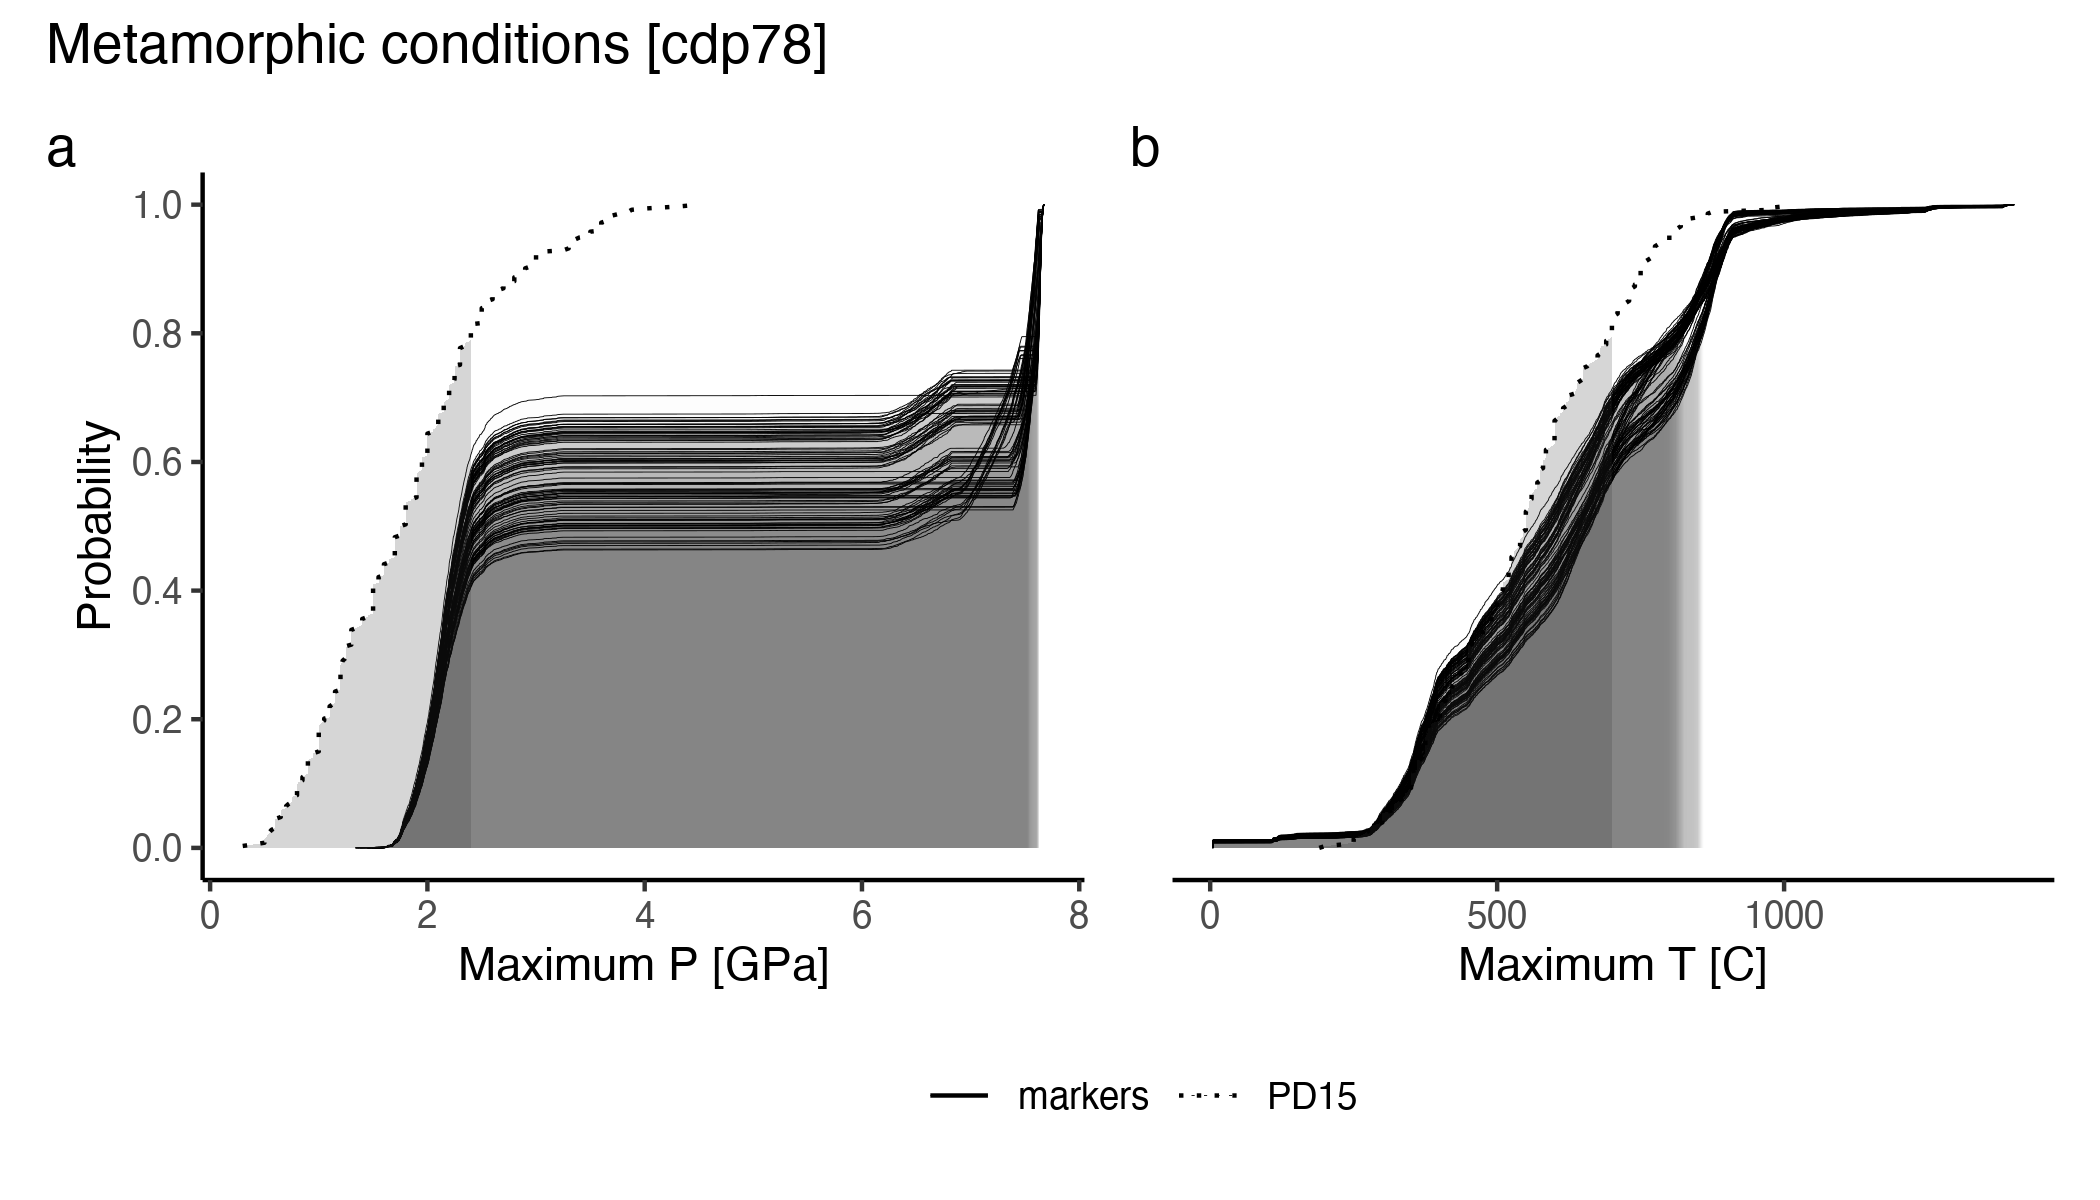 Metamorphic conditions [cdp78]
a
b
1.0
0.8
0.6
0.4
0.2
0.0
Probability
0 2 4 6 8
0 500 1000
Maximum P [GPa]
Maximum T [C]
markers PD15